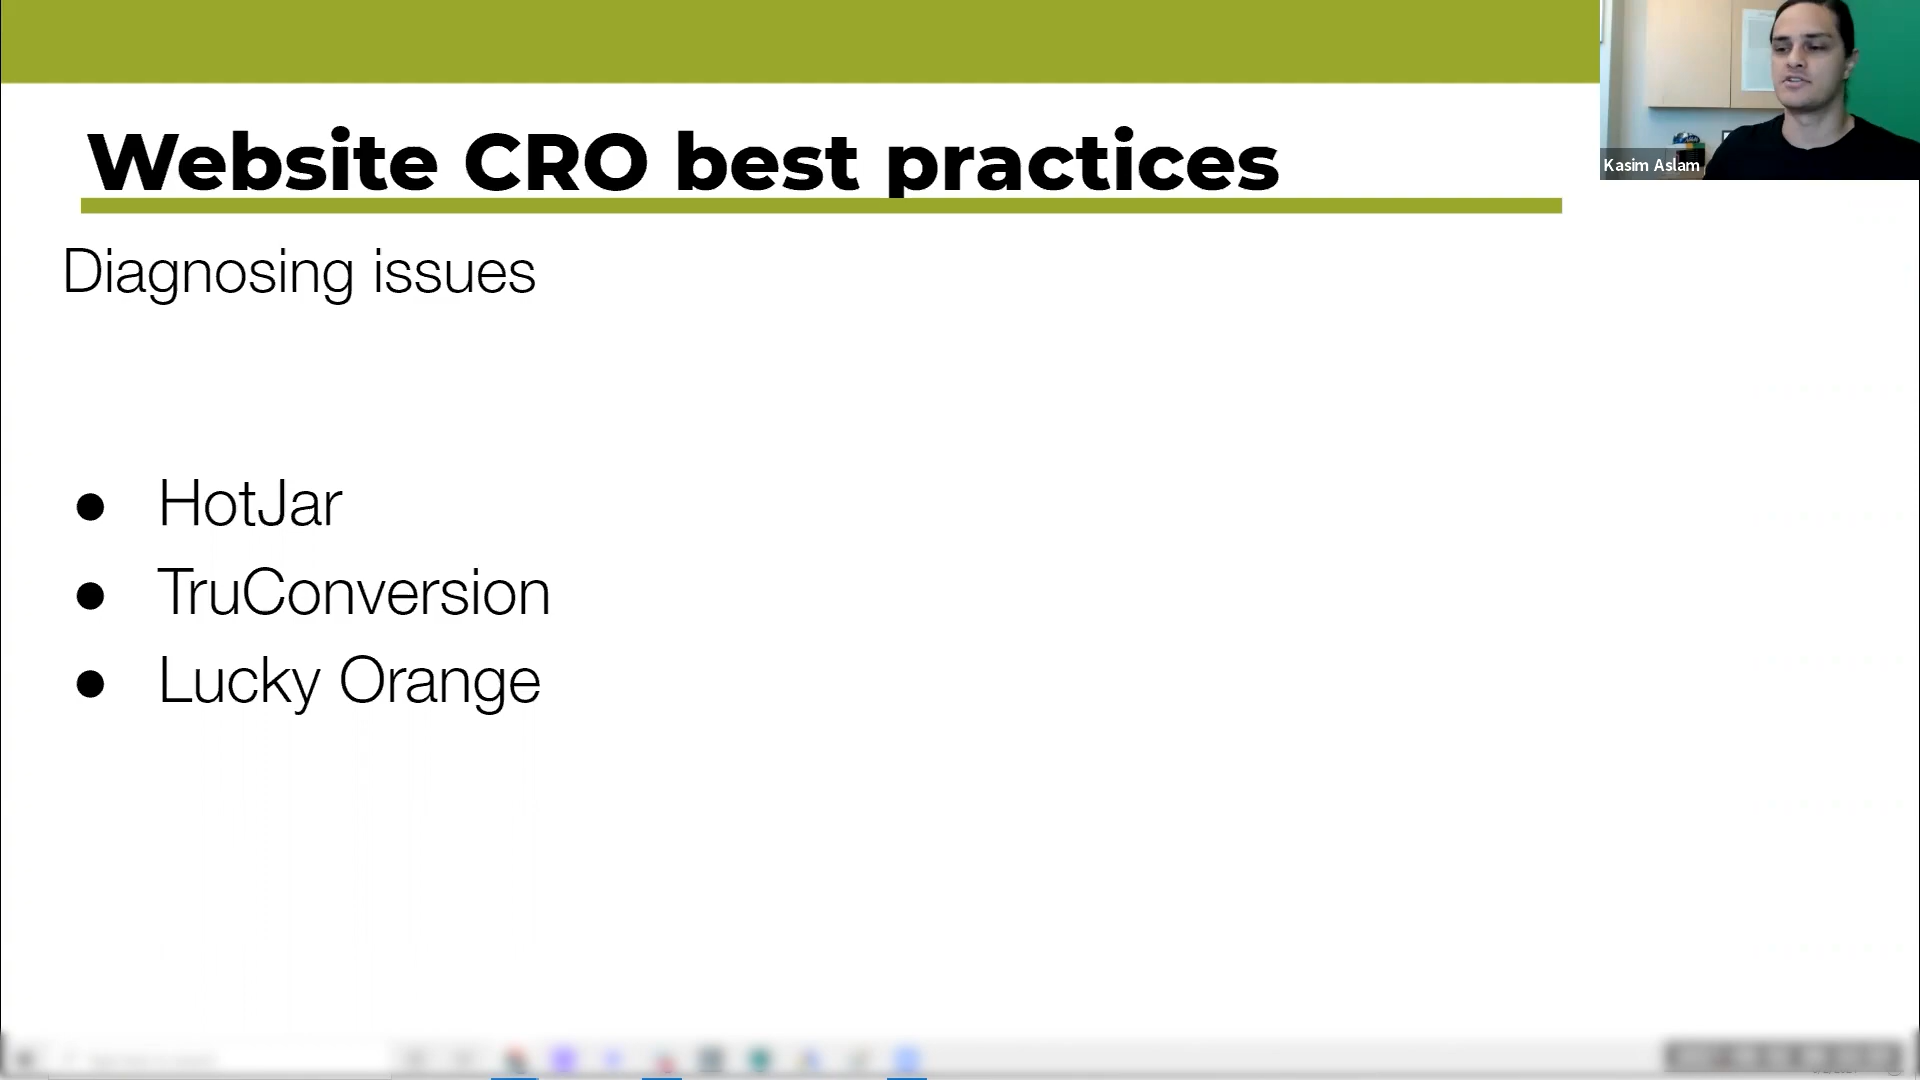 Website CRO best practices
Kasim Aslam
Diagnosing issues
● HotJar
● TruConversion
● Lucky Orange